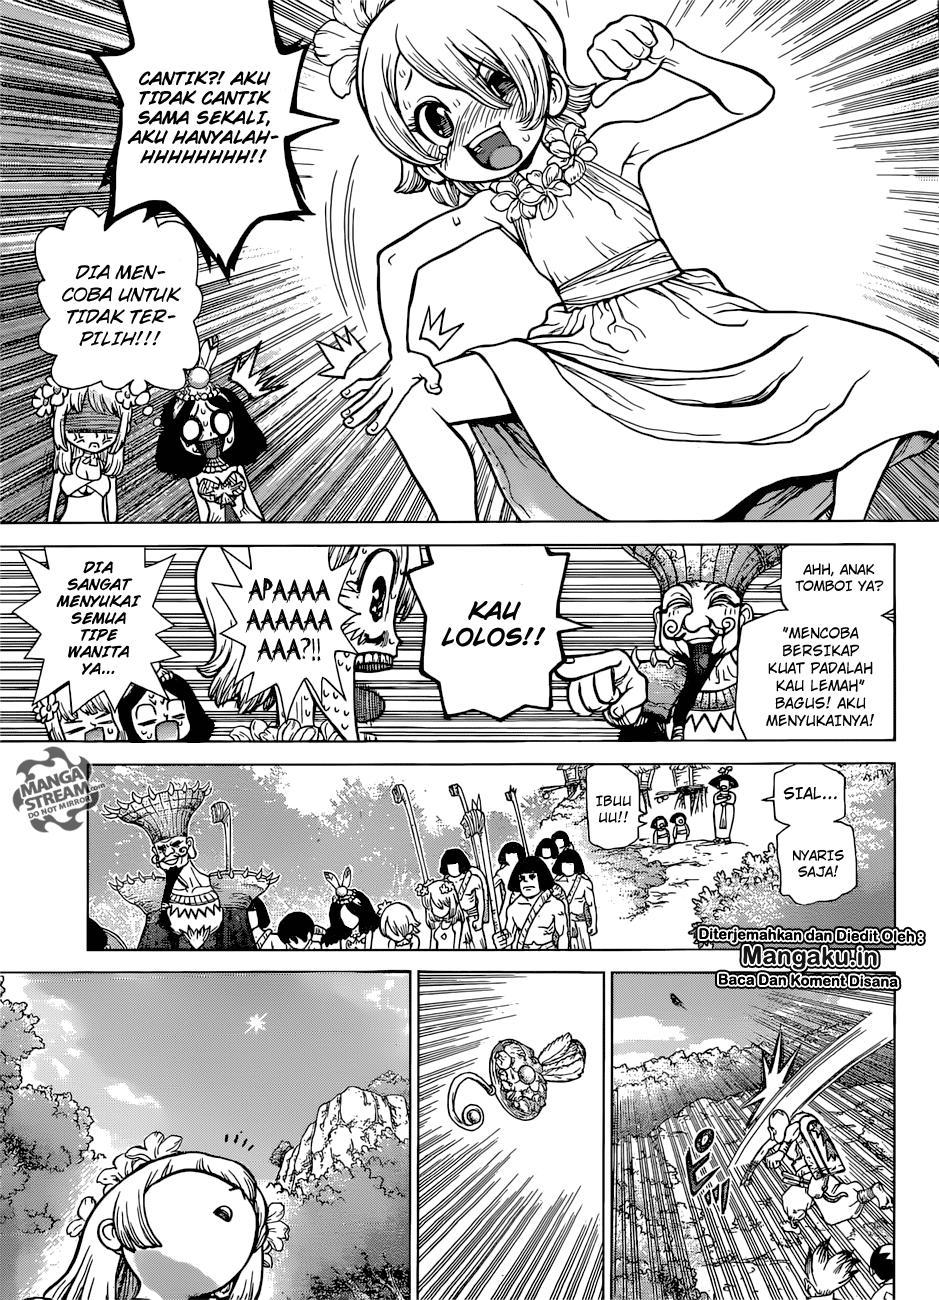 CANTIK?! AKU
TIDAK CANTIK
SAMA SEKALI,
AKU HANYALAH-
HHHHHHHH!!
DIA MEN-
COBA UNTUK
TIDAK TER-
PILIH!!!
AHH, ANAK
TOMBOI YA?
"MENCOBA
BERSIKAP
KUAT PADALAH
KAU LEMAH"
BAGUS! AKU
MENYUKAINYA!
KAU
LOLOS!!
APAAAA
AAAAAA
AAA?!!
DIA
SANGAT
MENYUKAI
SEMUA
TIPE
WANITA
YA...
SIAL...
NYARIS
SAJA!
IBUU
UU!!
MANGA
STREAM.com
DO NOT MIRROR
Diterjemahkan dan Diedit Oleh :
Mangaku.in
Baca Dan Koment Disana